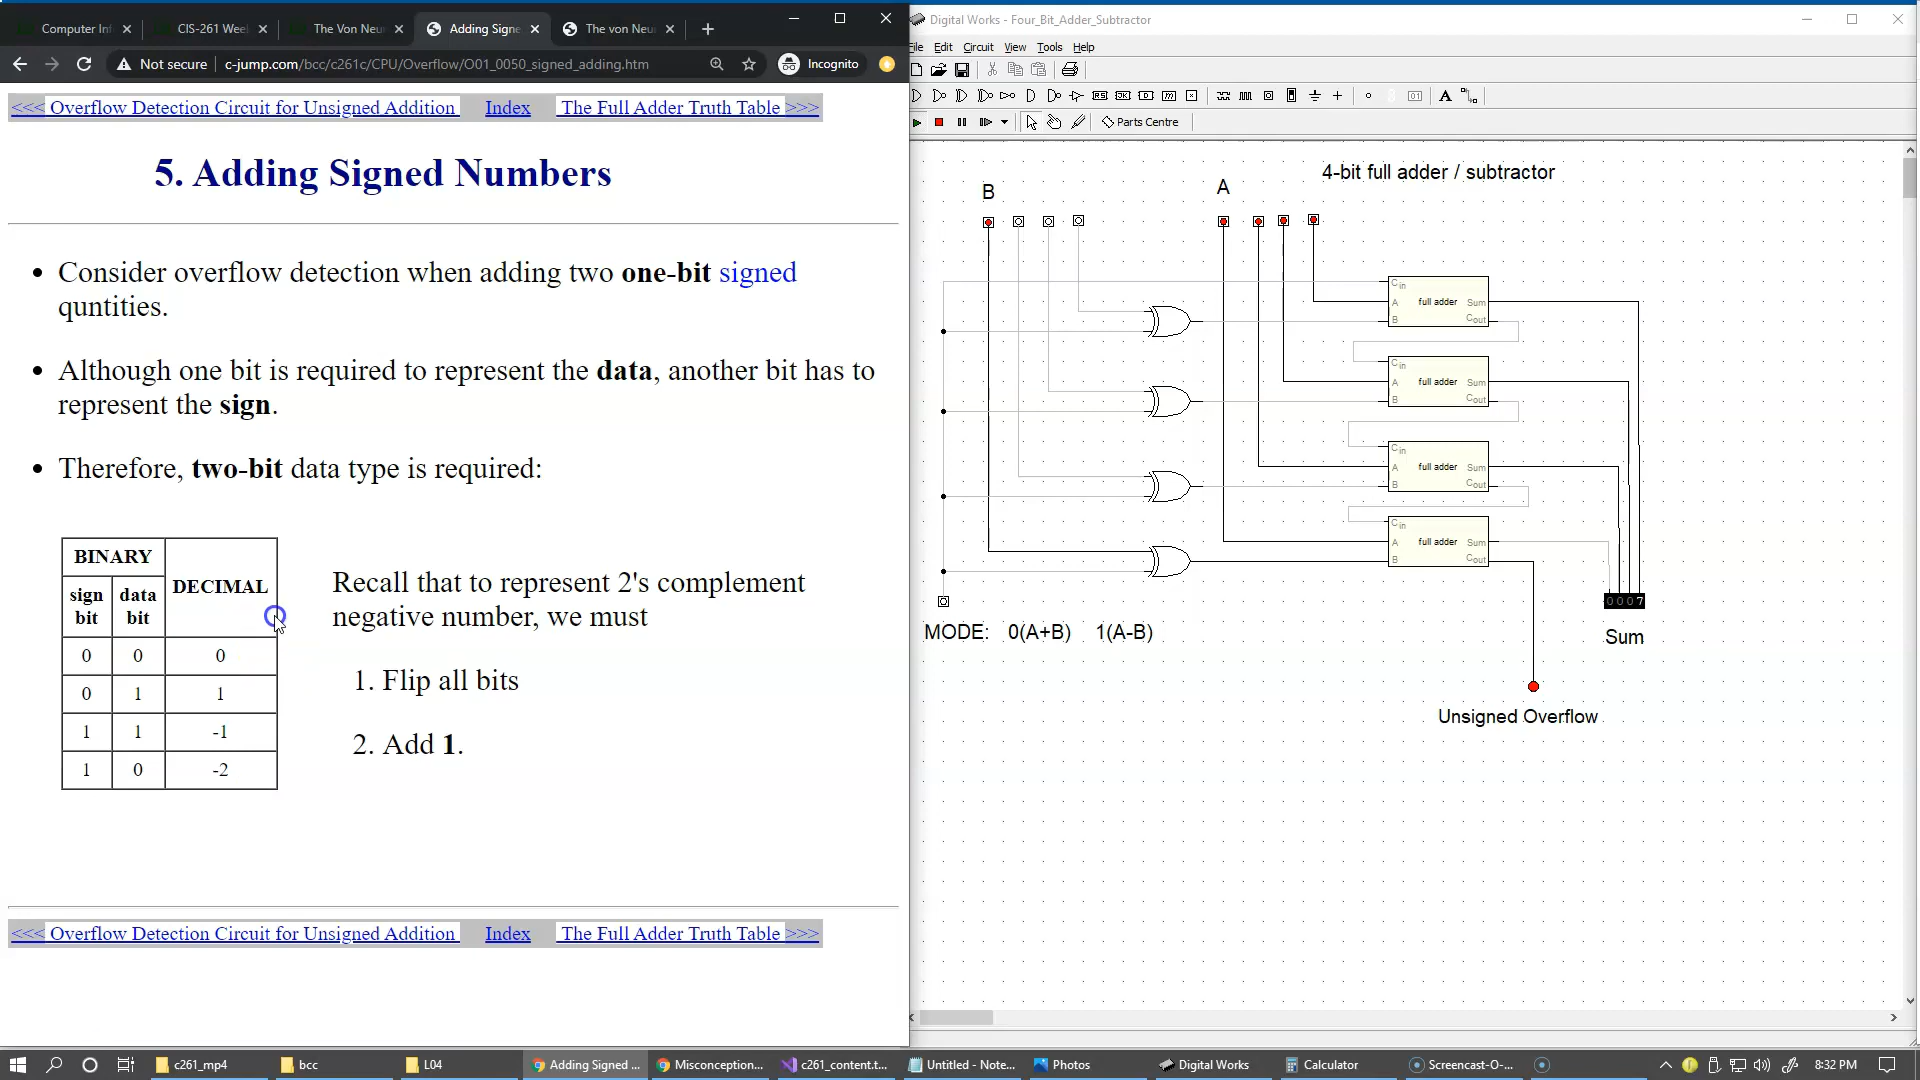 Computer In
CIS-261 Wee
The Von Neu
Adding Signe
The von Neu
Digital Works - Four_Bit_Adder_Subtractor
Not secure
c-jump.com/bcc/c261c/CPU/Overflow/O01_0050_signed_adding.htm
Incognito
File Edit Circuit View Tools Help
Parts Centre
<<< Overflow Detection Circuit for Unsigned Addition Index The Full Adder Truth Table >>>
5. Adding Signed Numbers
• Consider overflow detection when adding two one-bit signed
quntities.
• Although one bit is required to represent the data, another bit has to
represent the sign.
• Therefore, two-bit data type is required:
BINARY DECIMAL
sign bit data bit
0 0 0
0 1 1
1 1 -1
1 0 -2
Recall that to represent 2's complement
negative number, we must
1. Flip all bits
2. Add 1.
<<< Overflow Detection Circuit for Unsigned Addition Index The Full Adder Truth Table >>>
4-bit full adder / subtractor
B
A
C in
A full adder Sum
B Cout
C in
A full adder Sum
B Cout
C in
A full adder Sum
B Cout
C in
A full adder Sum
B Cout
0007
MODE: 0(A+B) 1(A-B)
Sum
Unsigned Overflow
c261_mp4
bcc
L04
Adding Signed ...
Misconception...
c261_content.t...
Untitled - Note...
Photos
Digital Works
Calculator
Screencast-O-...
8:32 PM